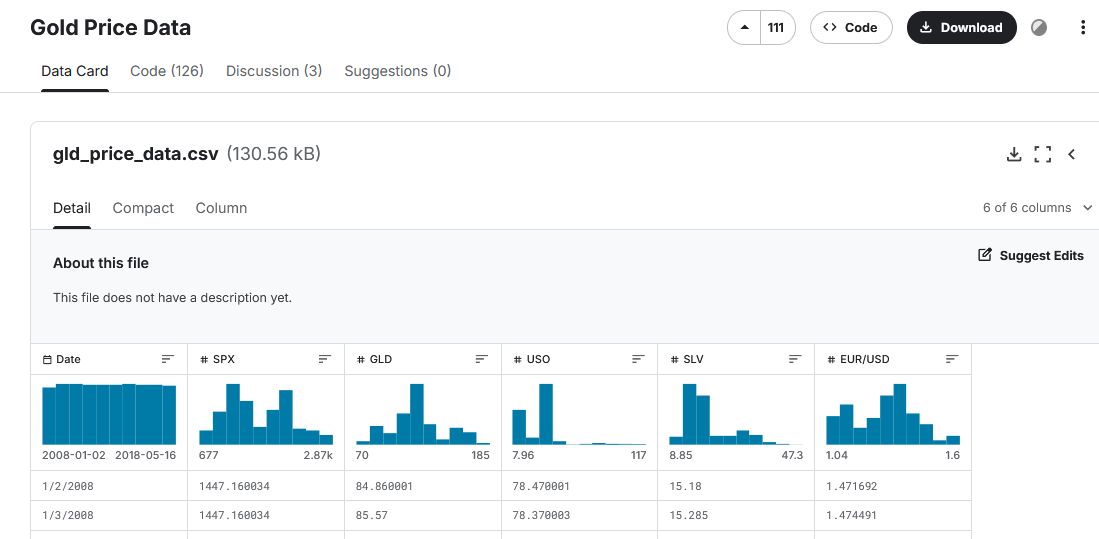 Gold Price Data
111
Code
Download
Data Card Code (126) Discussion (3) Suggestions (0)
gld_price_data.csv (130.56 kB)
Detail Compact Column
6 of 6 columns
About this file
Suggest Edits
This file does not have a description yet.
Date # SPX # GLD # USO # SLV # EUR/USD
2008-01-02 2018-05-16 677 2.87k 70 185 7.96 117 8.85 47.3 1.04 1.6
1/2/2008 1447.160034 84.860001 78.470001 15.18 1.471692
1/3/2008 1447.160034 85.57 78.370003 15.285 1.474491